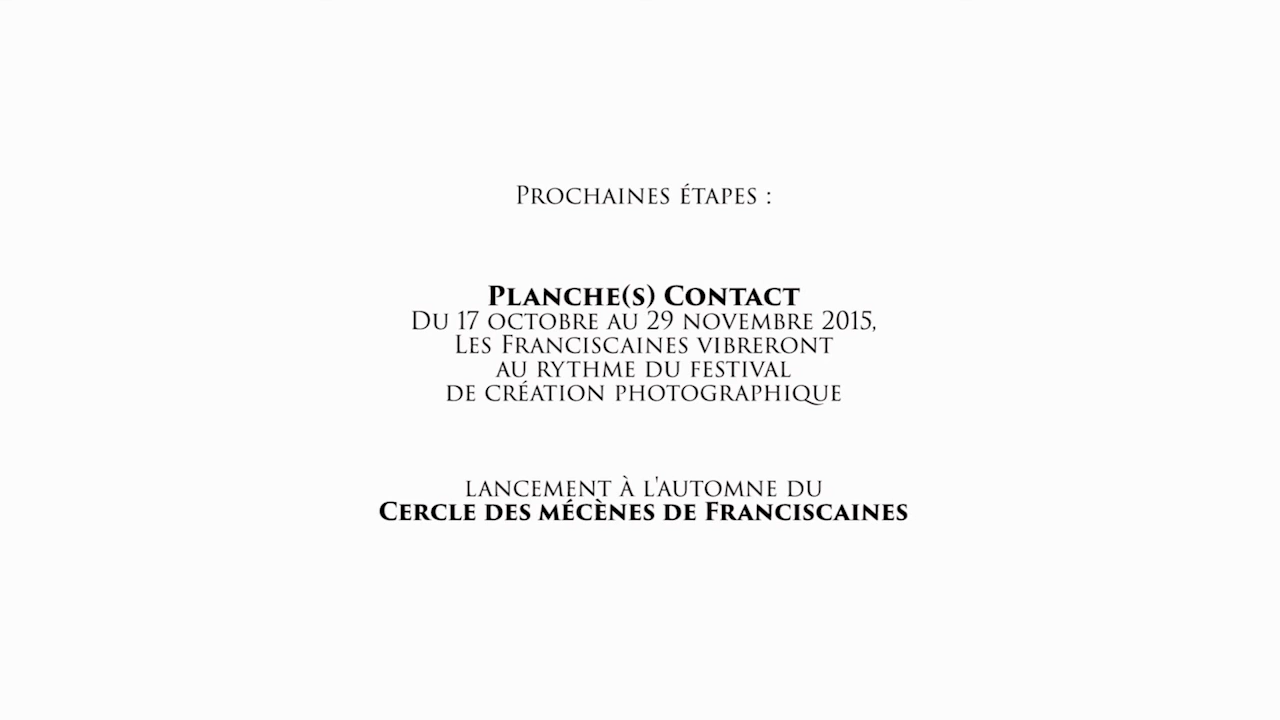 Prochaines étapes :
Planche(s) Contact
Du 17 octobre au 29 novembre 2015,
Les Franciscaines vibreront
au rythme du festival
de création photographique
lancement à l'automne du
Cercle des mécènes de Franciscaines